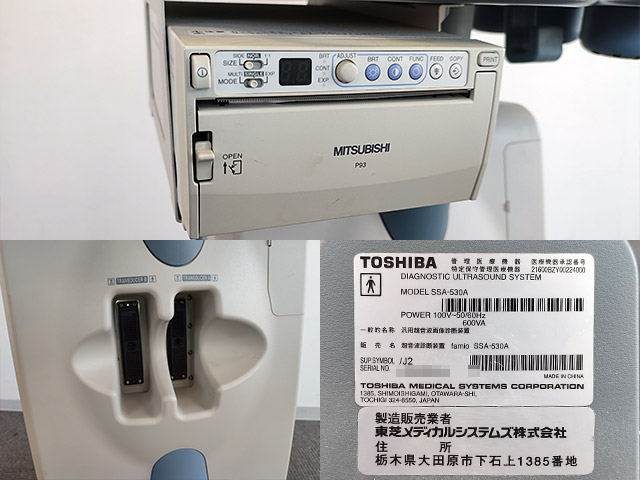 SIDE NOR. 1:1
SIZE
MULTI SINGLE EXP.
MODE
BRT
CONT
EXP.
ADJUST
BRT CONT FUNC FEED COPY
PRINT
OPEN
MITSUBISHI
P93
TRANSDUCER B
TRANSDUCER A
TOSHIBA 管理医療機器 医療機器承認番号
特定保守管理医療機器 21600BZY00224000
DIAGNOSTIC ULTRASOUND SYSTEM
MODEL SSA-530A
POWER 100V~50/60Hz
600VA
一般的名称 汎用超音波画像診断装置
販売名 超音波診断装置 famio SSA-530A
SUP.SYMBOL /J2
SERIAL NO.
MADE IN CHINA
TOSHIBA MEDICAL SYSTEMS CORPORATION
1385, SHIMOISHIGAMI, OTAWARA-SHI,
TOCHIGI 324-8550, JAPAN
製造販売業者
東芝メディカルシステムズ株式会社
住所
栃木県大田原市下石上1385番地